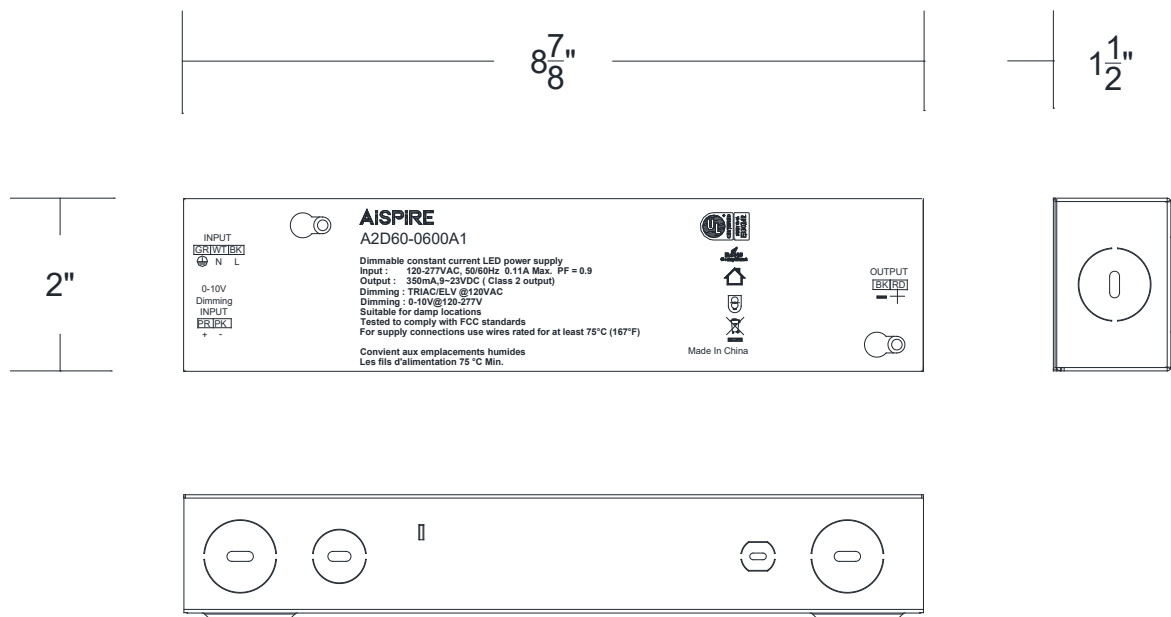 8 7/8"
1 1/2"
2"
INPUT
GR WT BK
N L
0-10V
Dimming
INPUT
PR PK
+ -
AiSPiRE
A2D60-0600A1
Dimmable constant current LED power supply
Input : 120-277VAC, 50/60Hz 0.11A Max. PF = 0.9
Output : 350mA,9~23VDC ( Class 2 output)
Dimming : TRIAC/ELV @120VAC
Dimming : 0-10V@120-277V
Suitable for damp locations
Tested to comply with FCC standards
For supply connections use wires rated for at least 75°C (167°F)
Convient aux emplacements humides
Les fils d'alimentation 75 °C Min.
UL
Made In China
OUTPUT
BK RD
- +